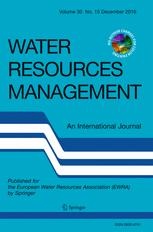 Volume 30 No. 15 December 2016
WATER
RESOURCES
MANAGEMENT
An International Journal
Published for
the European Water Resources Association (EWRA)
by Springer
Springer